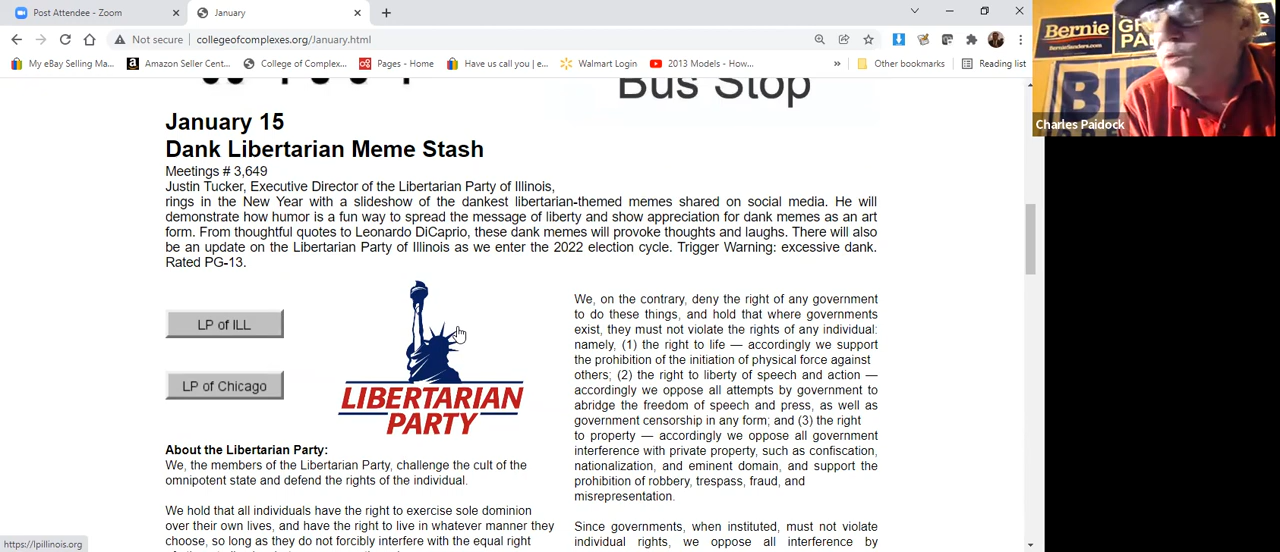 Post Attendee - Zoom
January
Not secure
collegeofcomplexes.org/January.html
My eBay Selling Ma...
Amazon Seller Cent...
College of Complex...
Pages - Home
Have us call you | e...
Walmart Login
2013 Models - How...
»
Other bookmarks
Reading list
Bus Stop
January 15
Dank Libertarian Meme Stash
Meetings # 3,649
Justin Tucker, Executive Director of the Libertarian Party of Illinois,
rings in the New Year with a slideshow of the dankest libertarian-themed memes shared on social media. He will
demonstrate how humor is a fun way to spread the message of liberty and show appreciation for dank memes as an art
form. From thoughtful quotes to Leonardo DiCaprio, these dank memes will provoke thoughts and laughs. There will also
be an update on the Libertarian Party of Illinois as we enter the 2022 election cycle. Trigger Warning: excessive dank.
Rated PG-13.
LP of ILL
LP of Chicago
LIBERTARIAN
PARTY
About the Libertarian Party:
We, the members of the Libertarian Party, challenge the cult of the
omnipotent state and defend the rights of the individual.
We hold that all individuals have the right to exercise sole dominion
over their own lives, and have the right to live in whatever manner they
choose, so long as they do not forcibly interfere with the equal right
We, on the contrary, deny the right of any government
to do these things, and hold that where governments
exist, they must not violate the rights of any individual:
namely, (1) the right to life — accordingly we support
the prohibition of the initiation of physical force against
others; (2) the right to liberty of speech and action —
accordingly we oppose all attempts by government to
abridge the freedom of speech and press, as well as
government censorship in any form; and (3) the right
to property — accordingly we oppose all government
interference with private property, such as confiscation,
nationalization, and eminent domain, and support the
prohibition of robbery, trespass, fraud, and
misrepresentation.
Since governments, when instituted, must not violate
individual rights, we oppose all interference by
https://lpillinois.org
Bernie
BernieSanders.com
PA
Charles Paidock